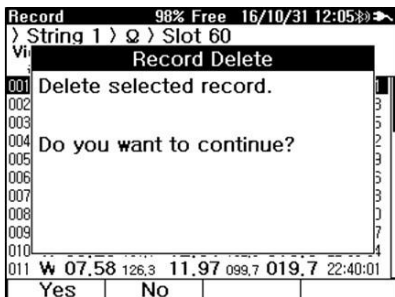 Record 98% Free 16/10/31 12:05
⟩ String 1 ⟩ Ω ⟩ Slot 60
Record Delete
001 Delete selected record.
002
003
004 Do you want to continue?
005
006
007
008
009
010
011 W 07.58 126.3 11.97 099.7 019.7 22:40:01
Yes No